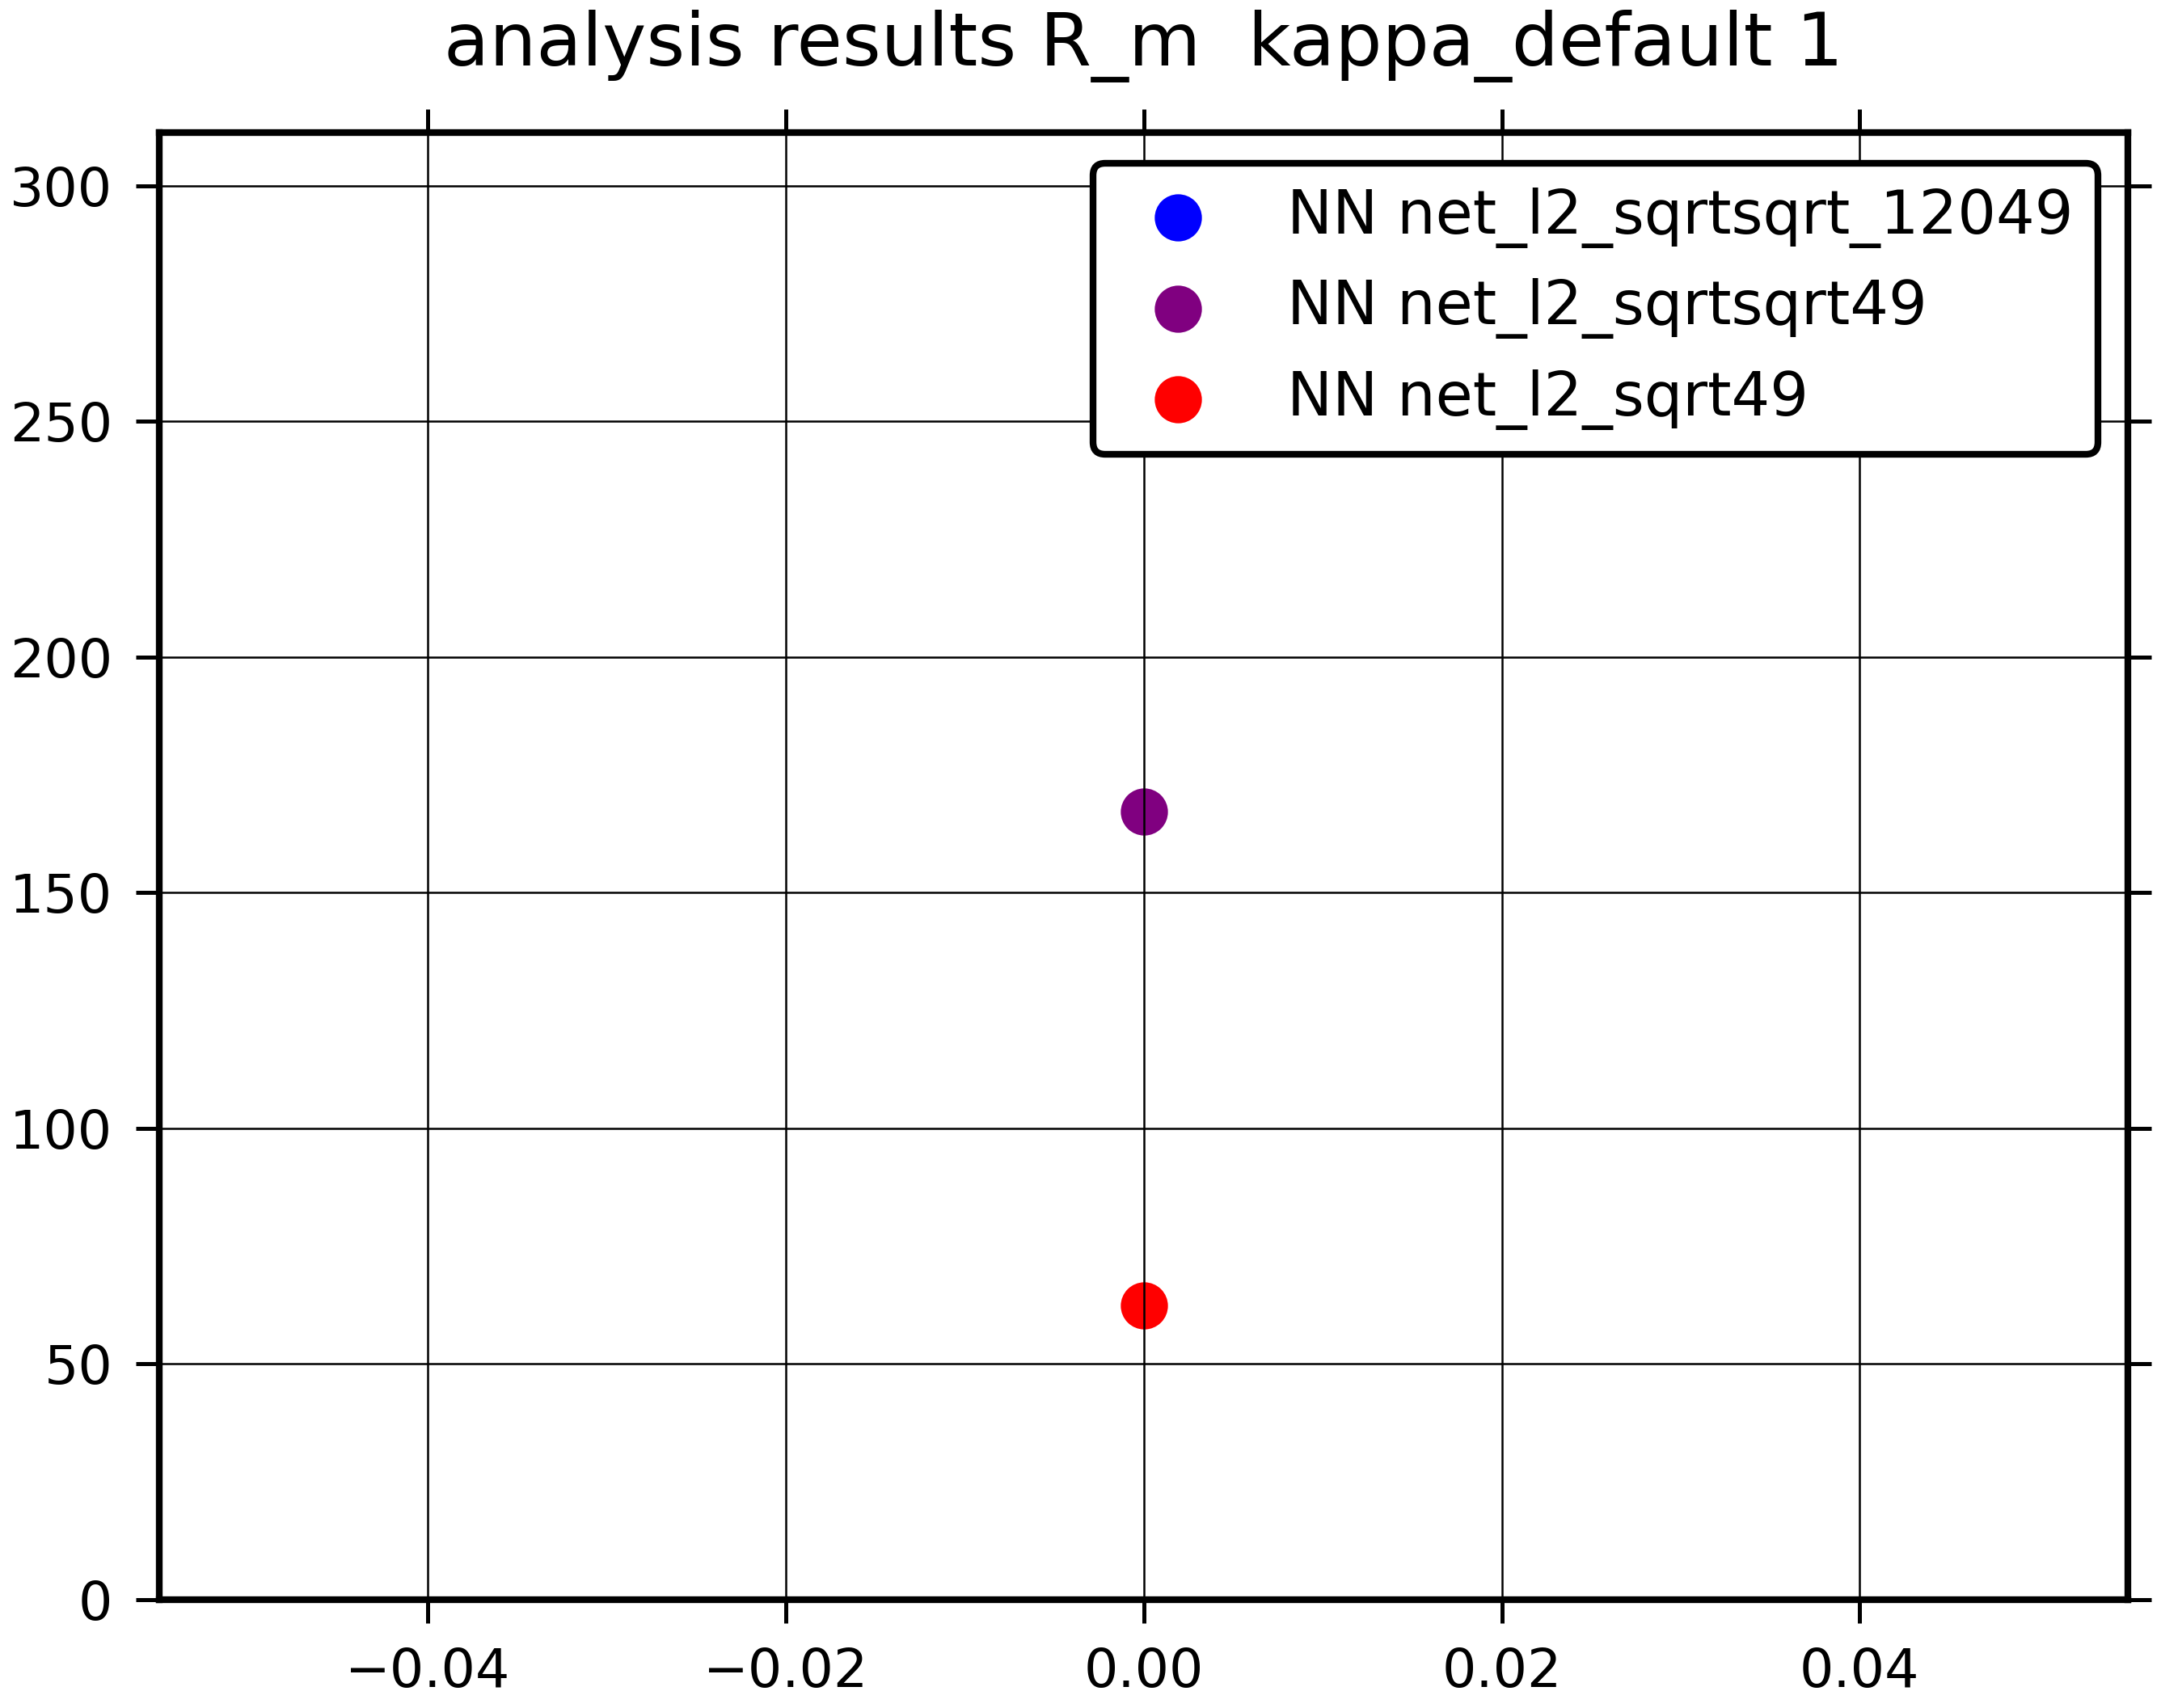 analysis results R_m  kappa_default 1
300
250
200
150
100
50
0
NN net_l2_sqrtsqrt_12049
NN net_l2_sqrtsqrt49
NN net_l2_sqrt49
−0.04 −0.02 0.00 0.02 0.04